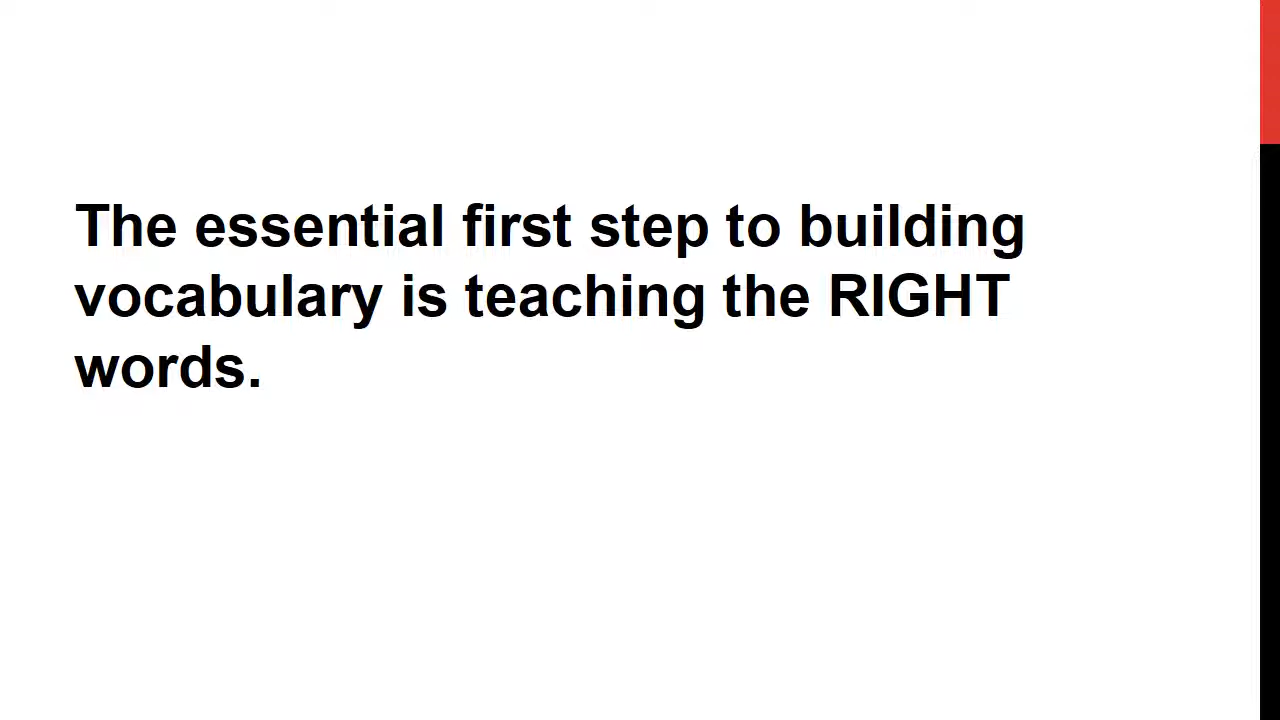 The essential first step to building
vocabulary is teaching the RIGHT
words.